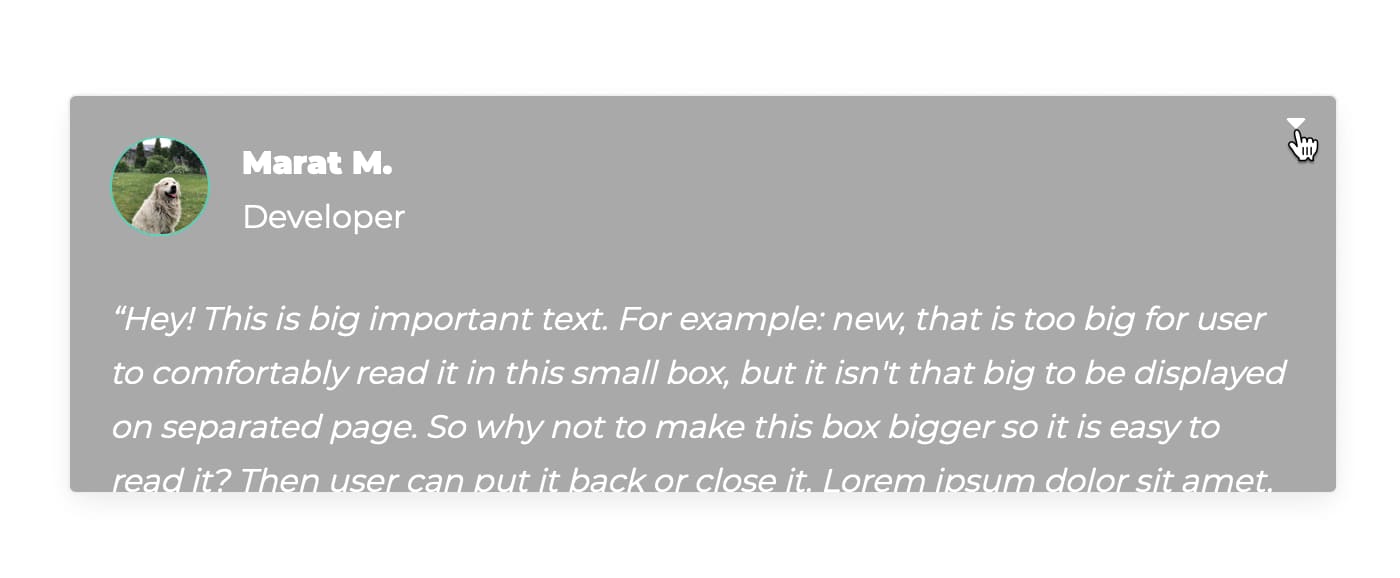 Marat M.
Developer
“Hey! This is big important text. For example: new, that is too big for user
to comfortably read it in this small box, but it isn't that big to be displayed
on separated page. So why not to make this box bigger so it is easy to
read it? Then user can put it back or close it. Lorem ipsum dolor sit amet,